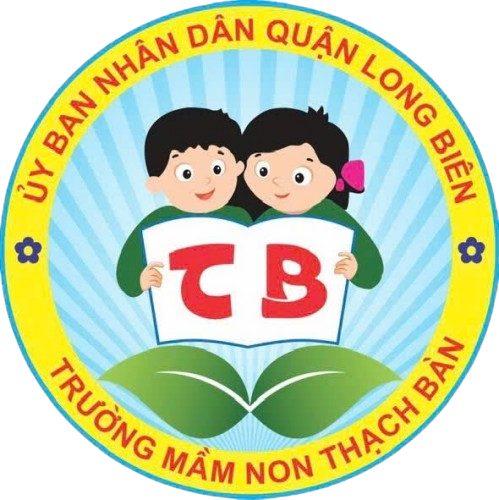 ỦY BAN NHÂN DÂN QUẬN LONG BIÊN
TB
TRƯỜNG MẦM NON THẠCH BÀN